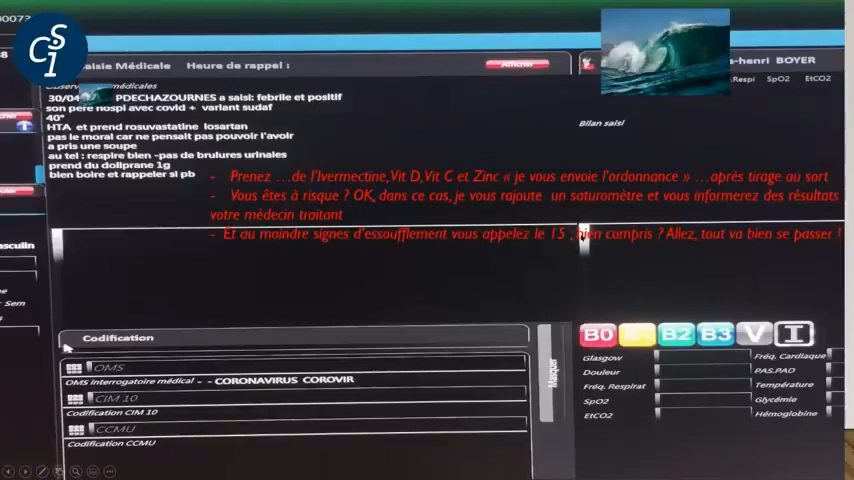 00073
CSI
8
aisie Médicale
Heure de rappel :
Afficher
-henri BOYER
Respi SpO2 EtCO2
médicales
30/04 PDECHAZOURNES a saisi: febrile et positif
son père hospi avec covid + variant sudaf
40°
HTA et prend rosuvastatine losartan
pas le moral car ne pensait pas pouvoir l'avoir
a pris une soupe
au tel : respire bien -pas de brulures urinales
prend du doliprane 1g
bien boire et rappeler si pb
Bilan saisi
- Prenez …de l'Ivermectine,Vit D,Vit C et Zinc « je vous envoie l'ordonnance » …après tirage au sort
- Vous êtes à risque ? OK, dans ce cas, je vous rajoute un saturomètre et vous informerez des résultats
votre médecin traitant
- Et au moindre signes d'essoufflement vous appelez le 15 , bien compris ? Allez, tout va bien se passer !
asculin
Sem
Codification
OMS
OMS interrogatoire médical - - CORONAVIRUS COROVIR
CIM 10
Codification CIM 10
CCMU
Codification CCMU
Masquer
B0 B2 B3 V I
Glasgow
Douleur
Fréq. Respirat
SpO2
EtCO2
Fréq. Cardiaque
PAS.PAD
Température
Glycémie
Hémoglobine